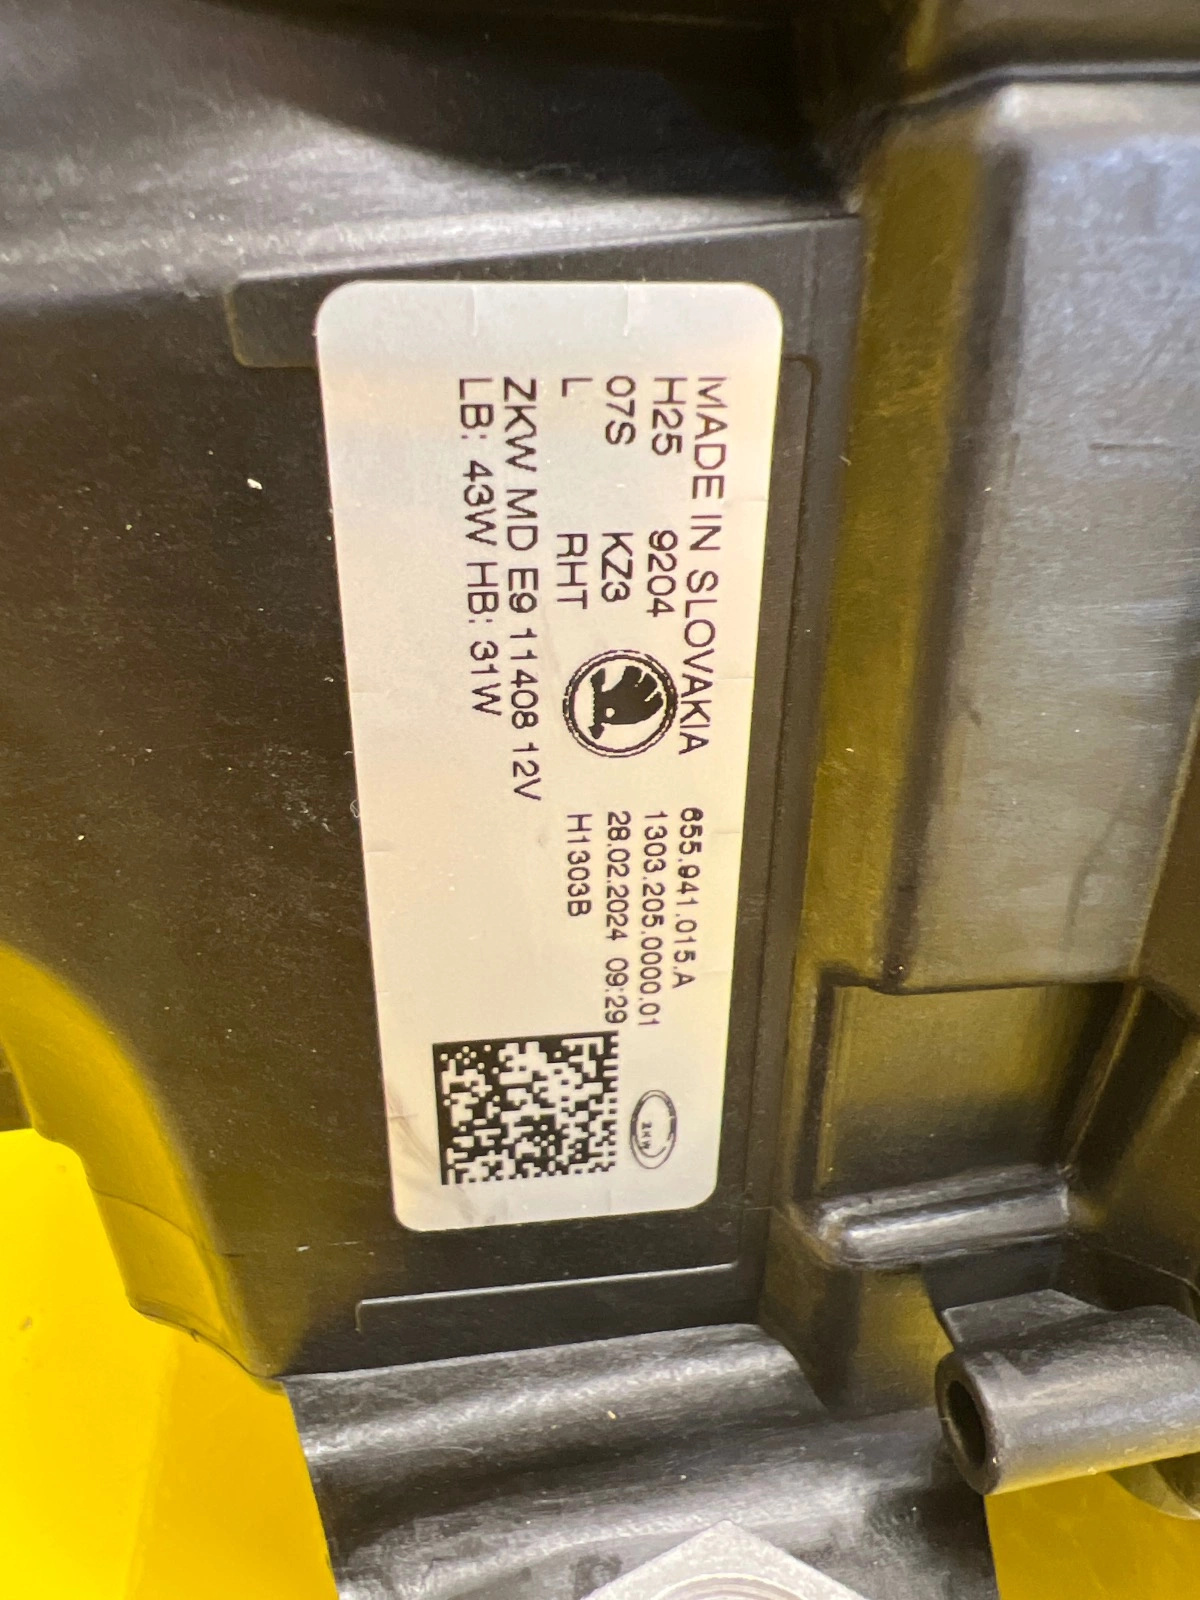 MADE IN SLOVAKIA
H25 9204
07S KZ3
L RHT
ZKW MD E9 11408 12V
LB: 43W HB: 31W
655.941.015.A
1303.205.0000.01
28.02.2024 09:29
H1303B
ZKW